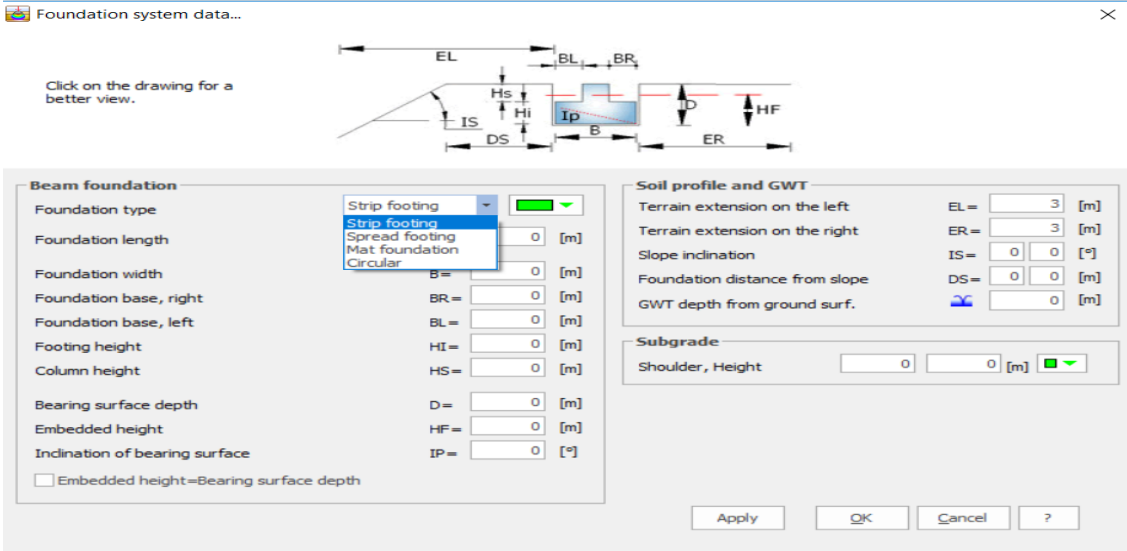 Foundation system data...
Click on the drawing for a
better view.
EL
BL
BR
Hs
Hi
Ip
D
HF
IS
DS
B
ER
Beam foundation
Foundation type
Strip footing
Strip footing
Spread footing
Mat foundation
Circular
Foundation length 0 [m]
Foundation width B= 0 [m]
Foundation base, right BR= 0 [m]
Foundation base, left BL= 0 [m]
Footing height HI= 0 [m]
Column height HS= 0 [m]
Bearing surface depth D= 0 [m]
Embedded height HF= 0 [m]
Inclination of bearing surface IP= 0 [°]
Embedded height=Bearing surface depth
Soil profile and GWT
Terrain extension on the left EL= 3 [m]
Terrain extension on the right ER= 3 [m]
Slope inclination IS= 0 0 [°]
Foundation distance from slope DS= 0 0 [m]
GWT depth from ground surf. 0 [m]
Subgrade
Shoulder, Height 0 0 [m]
Apply OK Cancel ?